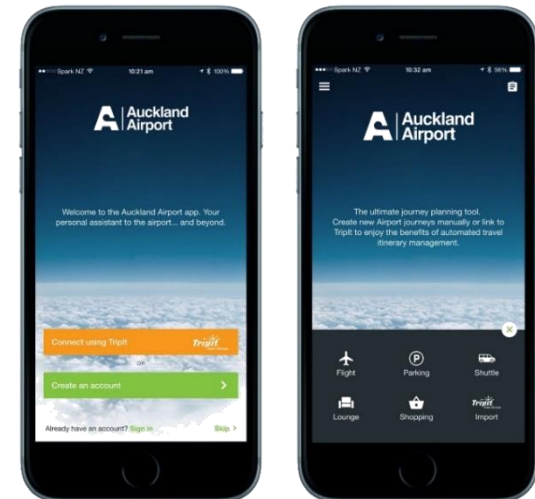 Spark NZ 10:21 am 100%
Auckland
Airport
Welcome to the Auckland Airport app. Your
personal assistant to the airport... and beyond.
Connect using TripIt TripIt
or
Create an account
Already have an account? Sign in Skip
Spark NZ 10:32 am 98%
Auckland
Airport
The ultimate journey planning tool.
Create new Airport journeys manually or link to
TripIt to enjoy the benefits of automated travel
itinerary management.
Flight Parking Shuttle
Lounge Shopping TripIt Import